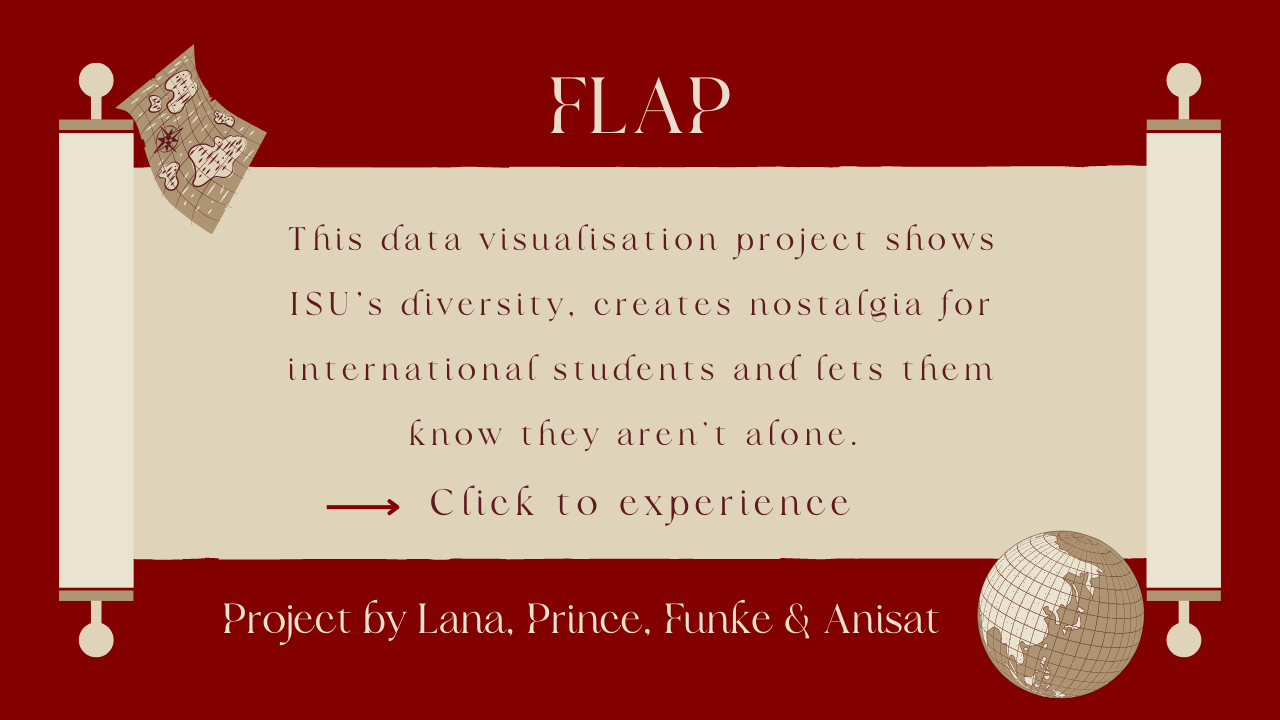 FLAP
This data visualisation project shows
ISU's diversity, creates nostalgia for
international students and lets them
know they aren't alone.
Click to experience
Project by Lana, Prince, Funke & Anisat